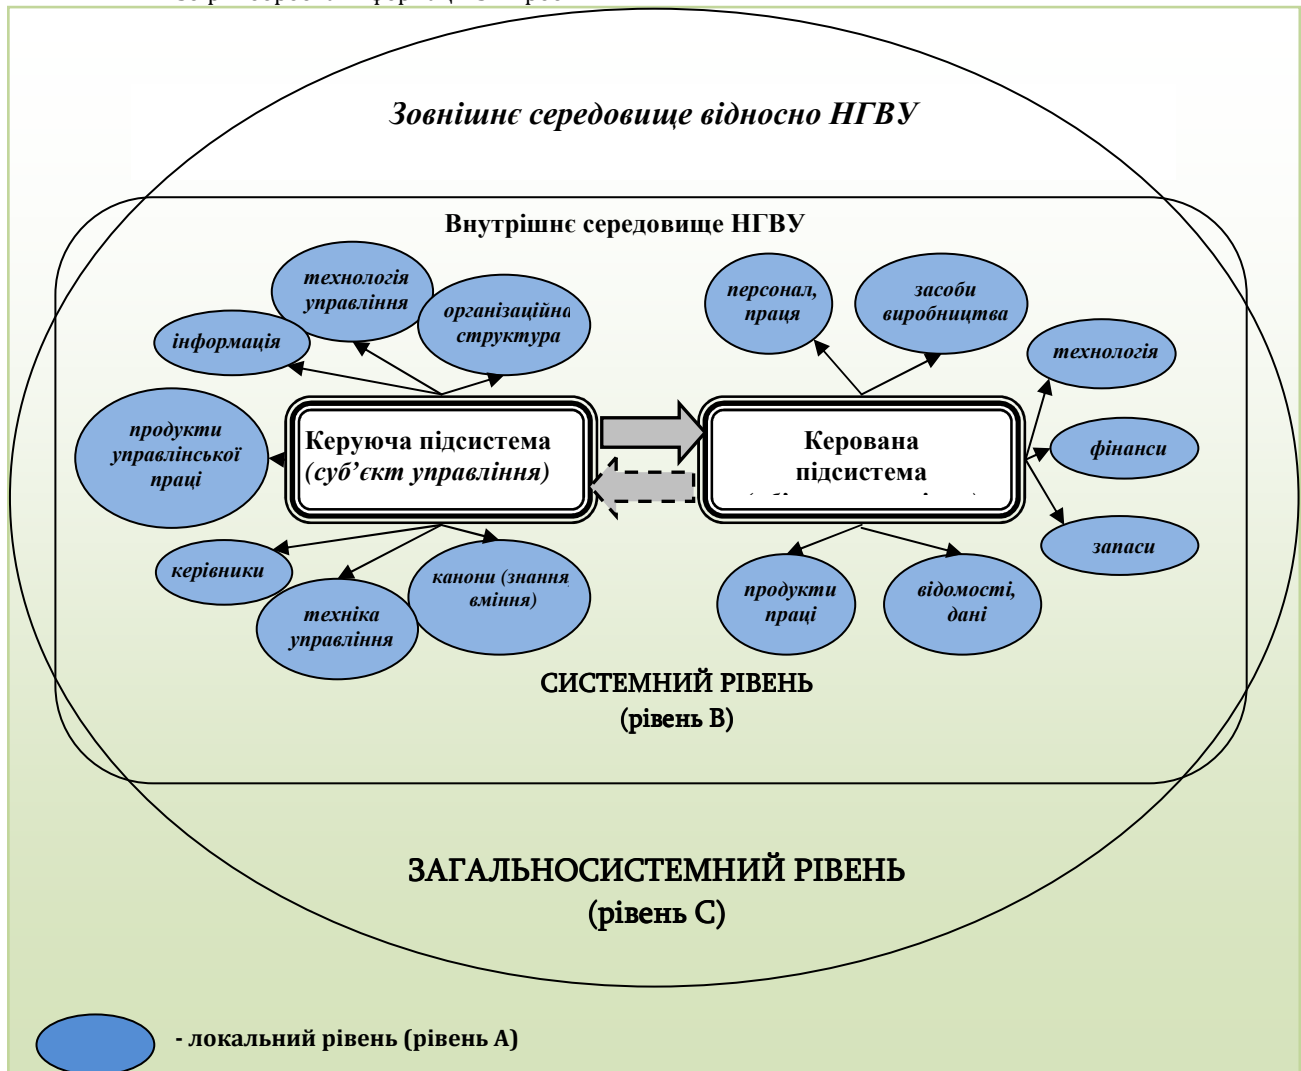 Зовнішнє середовище відносно НГВУ
Внутрішнє середовище НГВУ
технологія
управління
організаційна
структура
інформація
продукти
управлінської
праці
керівники
техніка
управління
канони (знання
вміння)
Керуюча підсистема
(суб’єкт управління)
персонал,
праця
засоби
виробництва
технологія
фінанси
запаси
Керована
підсистема
продукти
праці
відомості,
дані
СИСТЕМНИЙ РІВЕНЬ
(рівень В)
ЗАГАЛЬНОСИСТЕМНИЙ РІВЕНЬ
(рівень С)
- локальний рівень (рівень А)